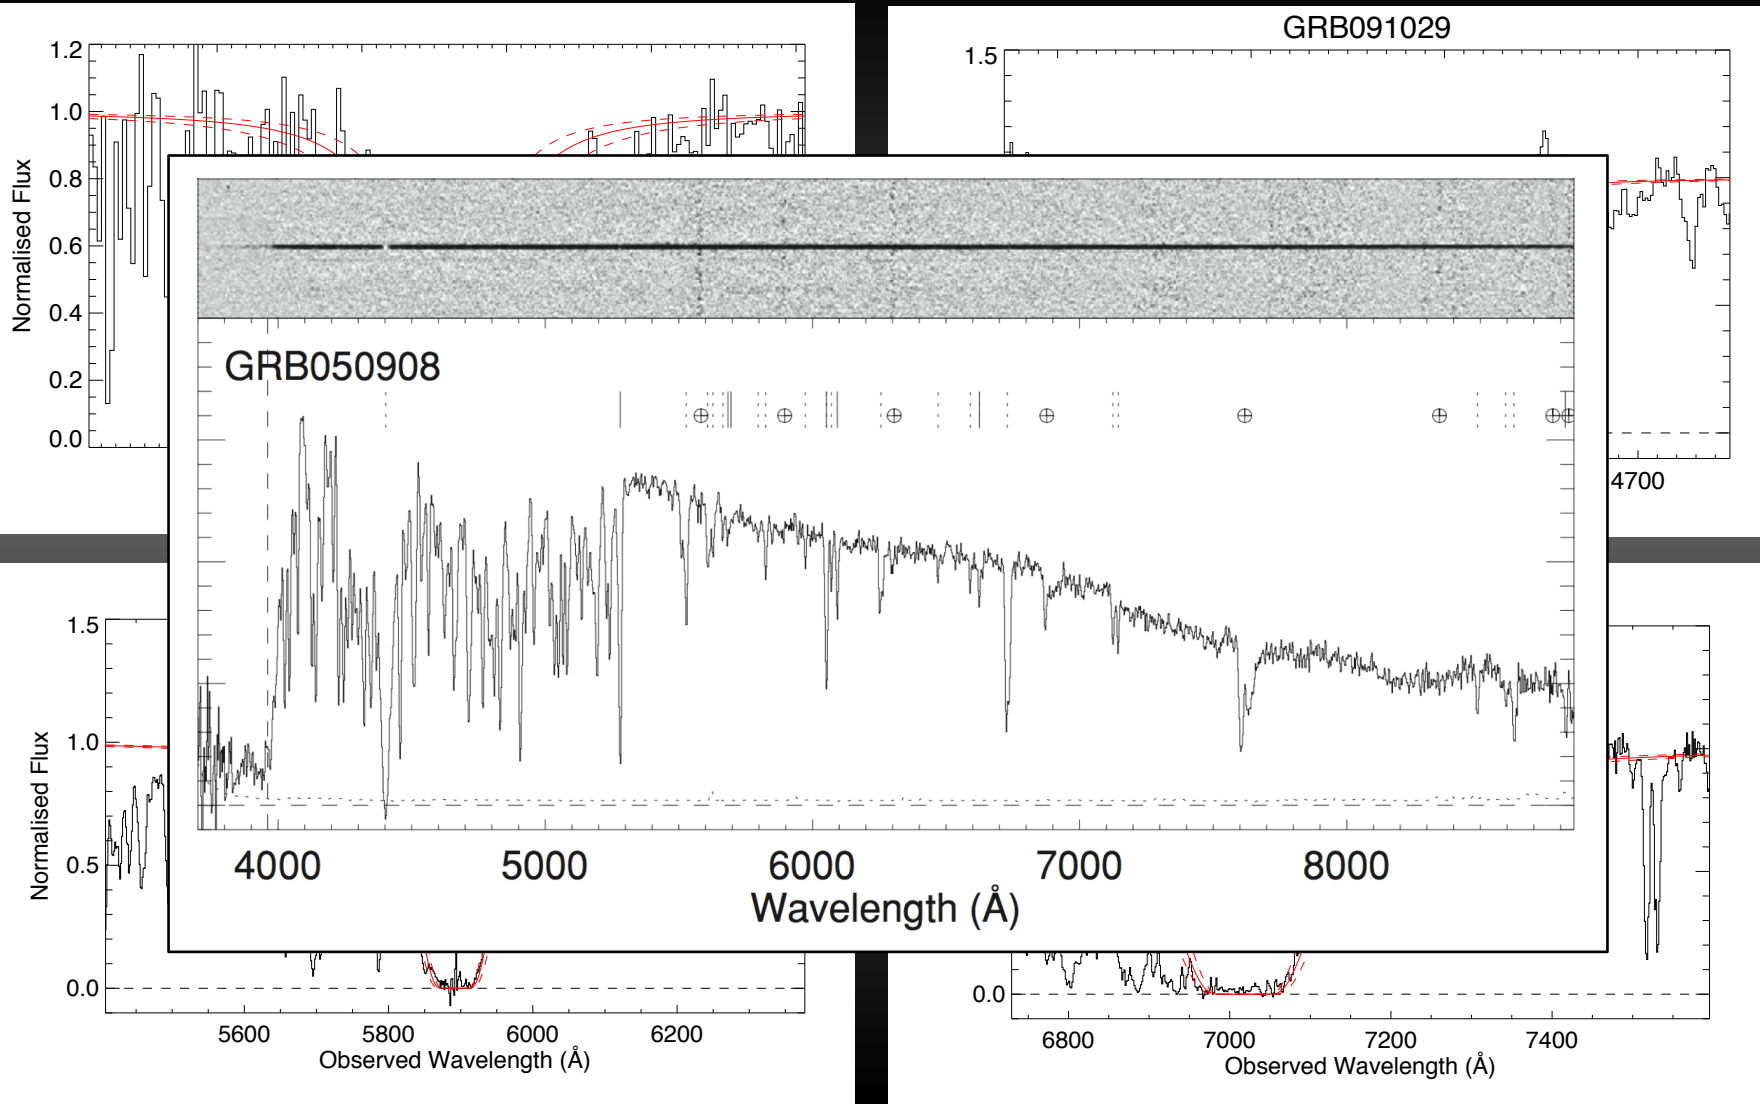 GRB091029
1.2
1.0
0.8
0.6
0.4
0.2
0.0
Normalised Flux
1.5
4700
GRB050908
4000 5000 6000 7000 8000
Wavelength (Å)
1.5
1.0
0.5
0.0
Normalised Flux
5600 5800 6000 6200
Observed Wavelength (Å)
0.0
6800 7000 7200 7400
Observed Wavelength (Å)